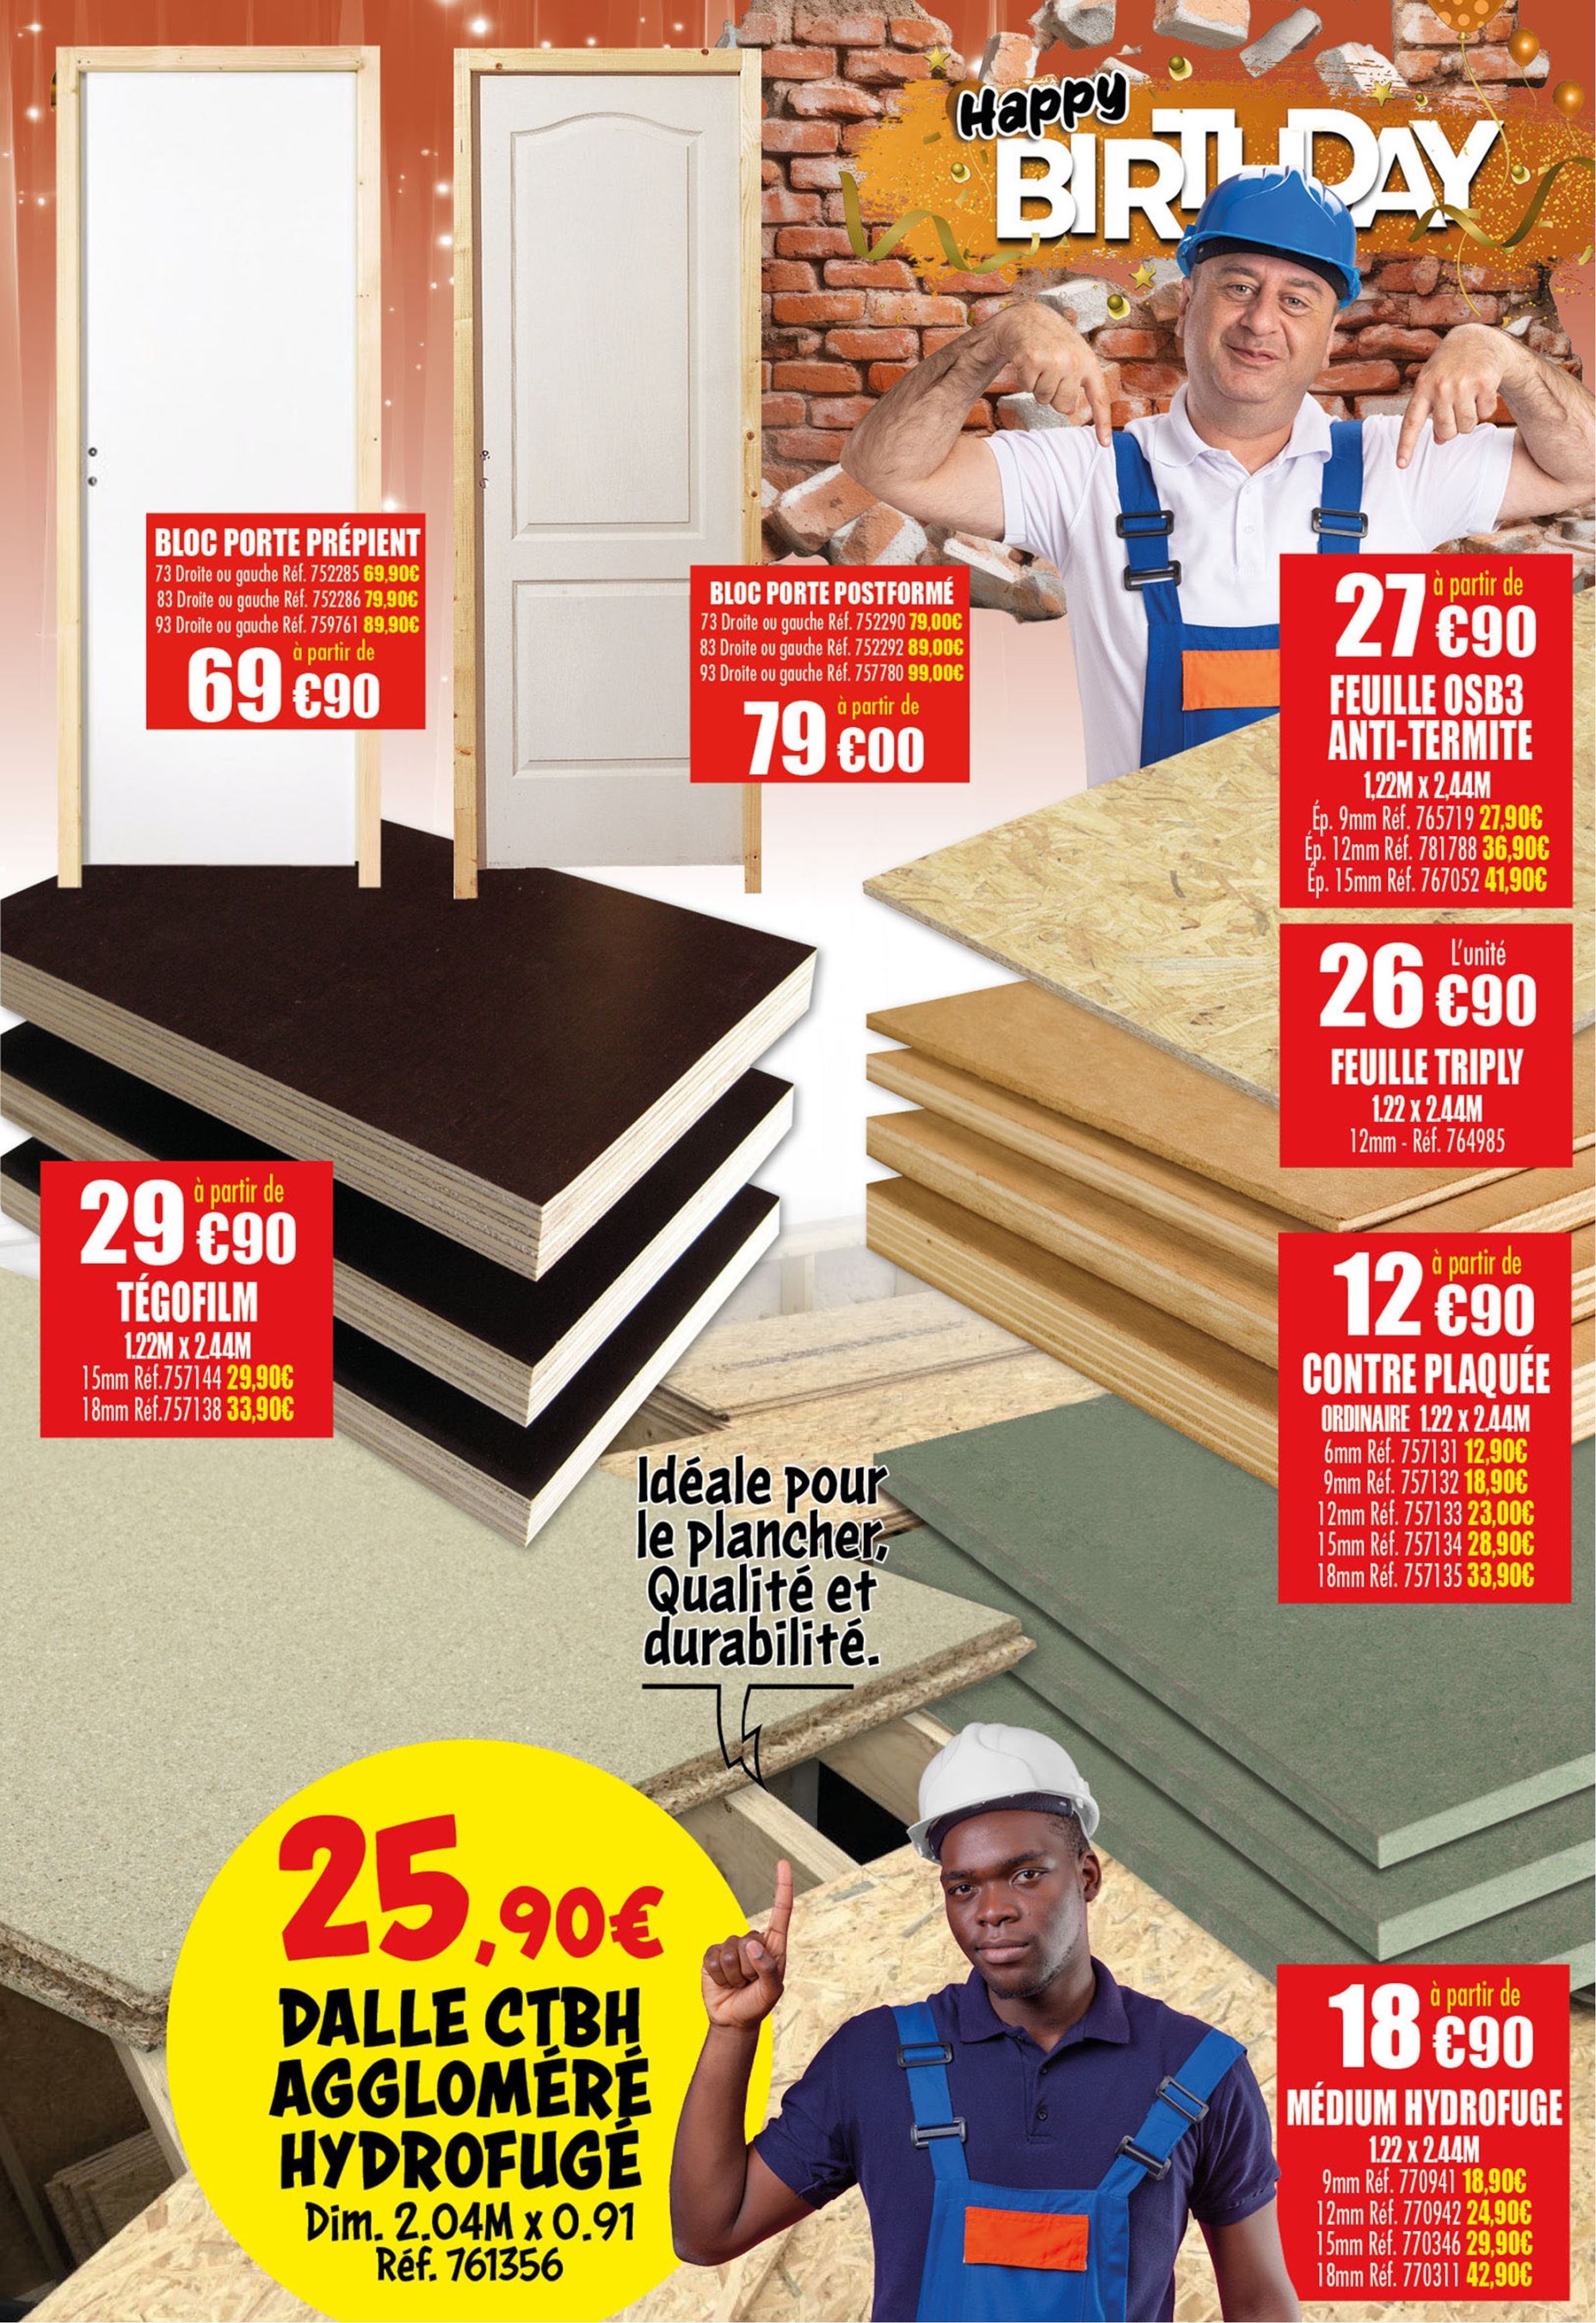 Happy
BIRTHDAY
BLOC PORTE PRÉPIENT
73 Droite ou gauche Réf. 752285 69,90€
83 Droite ou gauche Réf. 752286 79,90€
93 Droite ou gauche Réf. 759761 89,90€
à partir de
69 €90
BLOC PORTE POSTFORMÉ
73 Droite ou gauche Réf. 752290 79,00€
83 Droite ou gauche Réf. 752292 89,00€
93 Droite ou gauche Réf. 757780 99,00€
à partir de
79 €00
à partir de
27 €90
FEUILLE OSB3
ANTI-TERMITE
1,22M x 2,44M
Ép. 9mm Réf. 765719 27,90€
Ép. 12mm Réf. 781788 36,90€
Ép. 15mm Réf. 767052 41,90€
L'unité
26 €90
FEUILLE TRIPLY
1.22 x 2.44M
12mm - Réf. 764985
à partir de
29 €90
TÉGOFILM
1.22M x 2.44M
15mm Réf.757144 29,90€
18mm Réf.757138 33,90€
à partir de
12 €90
CONTRE PLAQUÉE
ORDINAIRE 1.22 x 2.44M
6mm Réf. 757131 12,90€
9mm Réf. 757132 18,90€
12mm Réf. 757133 23,00€
15mm Réf. 757134 28,90€
18mm Réf. 757135 33,90€
Idéale pour
le plancher,
Qualité et
durabilité.
25,90€
DALLE CTBH
AGGLOMÉRÉ
HYDROFUGÉ
Dim. 2.04M x 0.91
Réf. 761356
à partir de
18 €90
MÉDIUM HYDROFUGE
1.22 x 2.44M
9mm Réf. 770941 18,90€
12mm Réf. 770942 24,90€
15mm Réf. 770346 29,90€
18mm Réf. 770311 42,90€